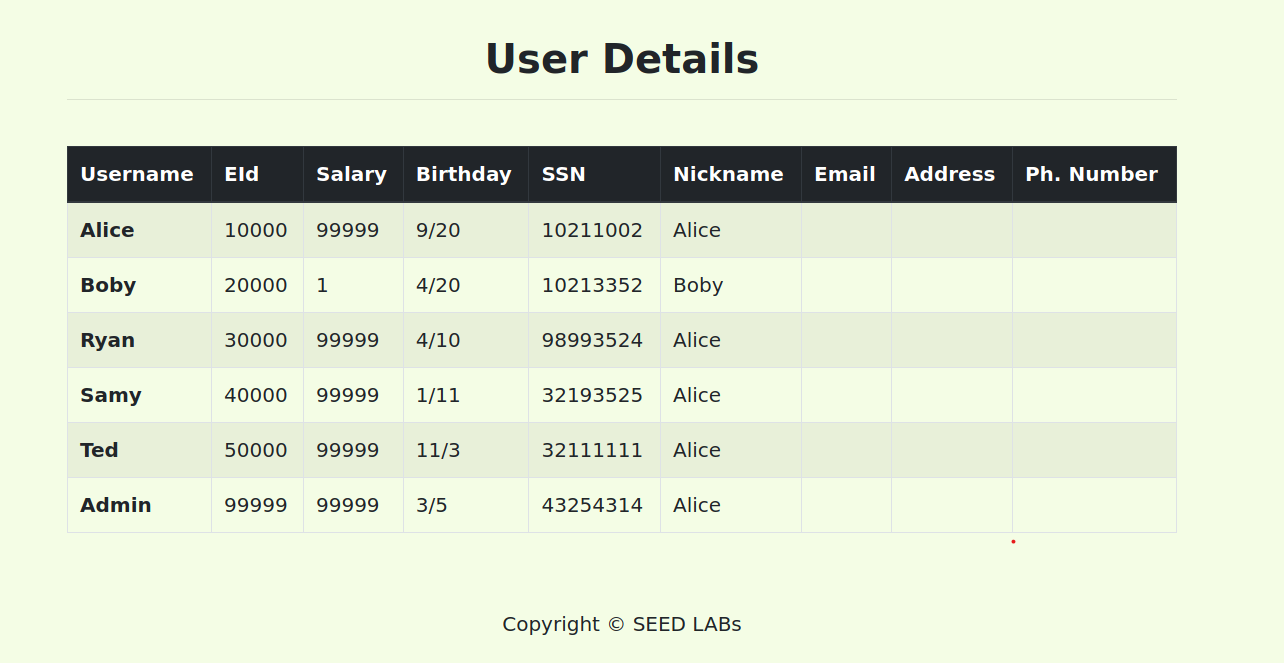 User Details
Username EId Salary Birthday SSN Nickname Email Address Ph. Number
Alice 10000 99999 9/20 10211002 Alice
Boby 20000 1 4/20 10213352 Boby
Ryan 30000 99999 4/10 98993524 Alice
Samy 40000 99999 1/11 32193525 Alice
Ted 50000 99999 11/3 32111111 Alice
Admin 99999 99999 3/5 43254314 Alice
Copyright © SEED LABs